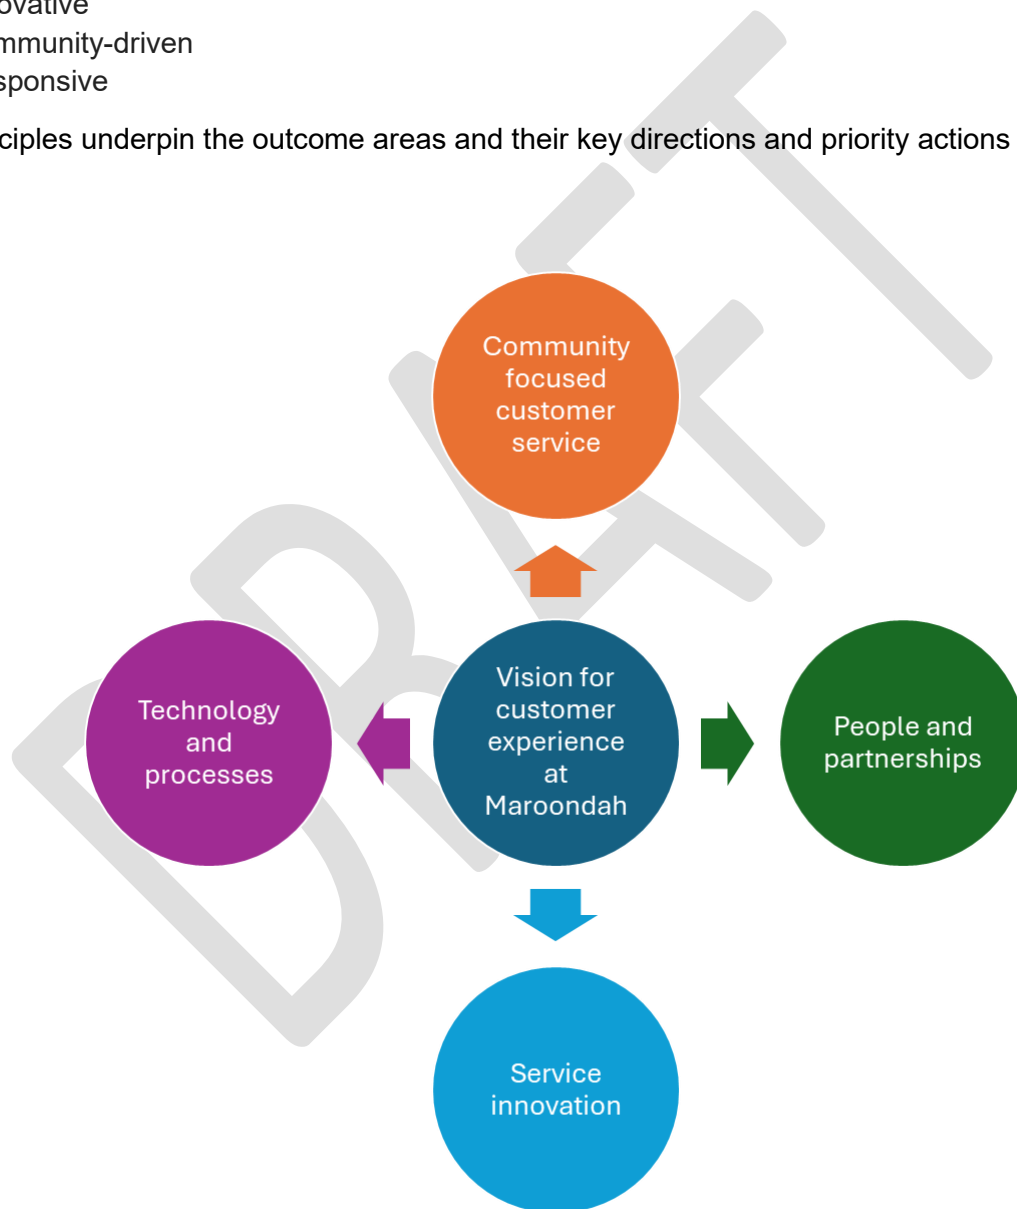 ovative
mmunity-driven
sponsive
ciples underpin the outcome areas and their key directions and priority actions
DRAFT
Community
focused
customer
service
Technology
and
processes
Vision for
customer
experience
at
Maroondah
People and
partnerships
Service
innovation